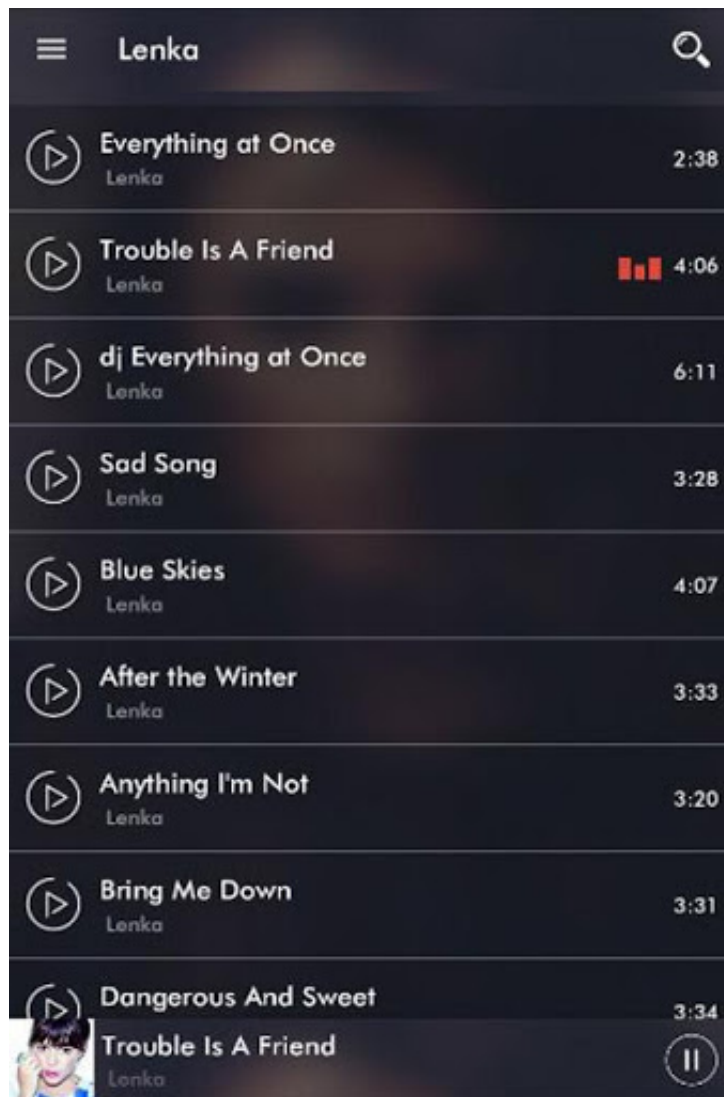 Lenka
Everything at Once
Lenka
2:38
Trouble Is A Friend
Lenka
4:06
dj Everything at Once
Lenka
6:11
Sad Song
Lenka
3:28
Blue Skies
Lenka
4:07
After the Winter
Lenka
3:33
Anything I'm Not
Lenka
3:20
Bring Me Down
Lenka
3:31
Dangerous And Sweet
3:34
Trouble Is A Friend
Lenka